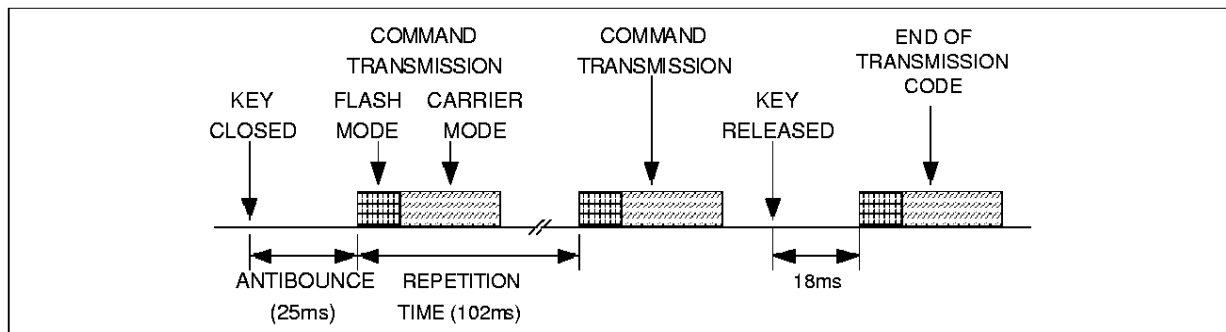 COMMAND
TRANSMISSION
COMMAND
TRANSMISSION
END OF
TRANSMISSION
CODE
KEY
CLOSED
FLASH
MODE
CARRIER
MODE
KEY
RELEASED
ANTIBOUNCE
(25ms)
REPETITION
TIME (102ms)
18ms